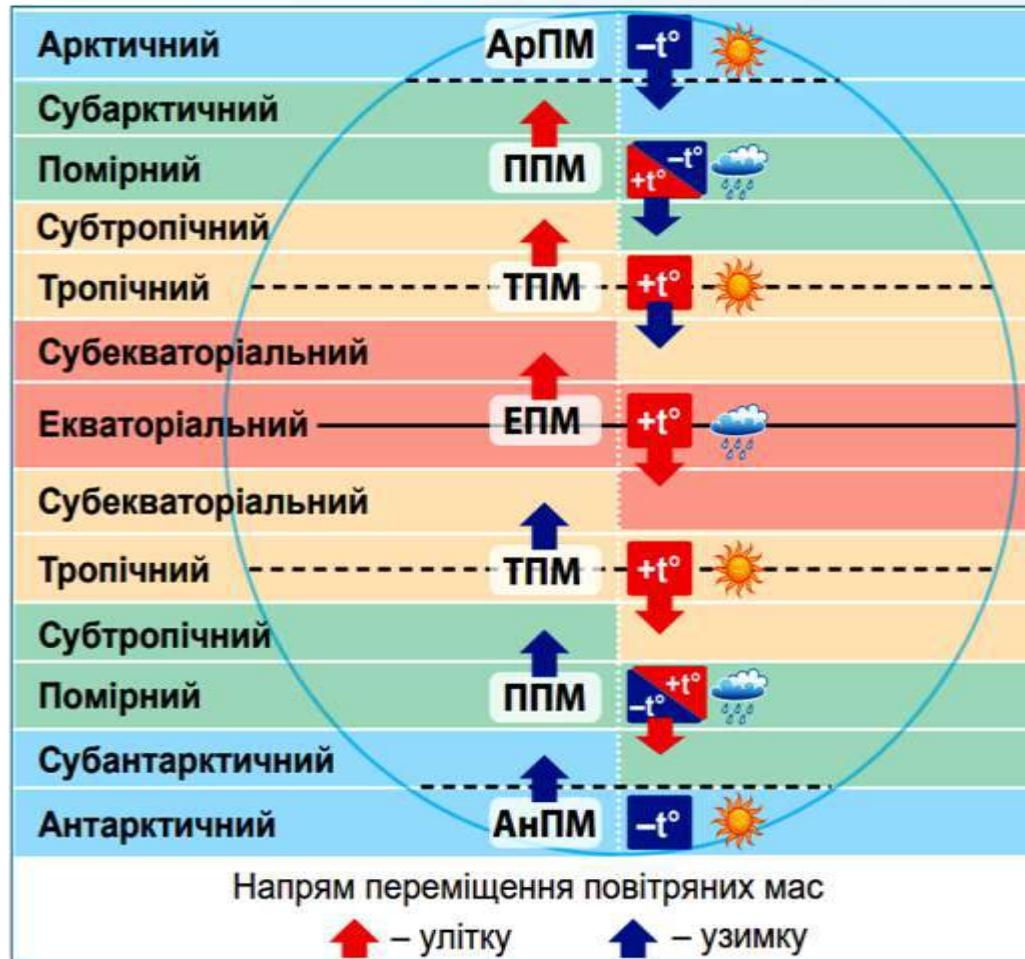 Арктичний АрПМ –t°
Субарктичний
Помірний ППМ +t° –t°
Субтропічний
Тропічний ТПМ +t°
Субекваторіальний
Екваторіальний ЕПМ +t°
Субекваторіальний
Тропічний ТПМ +t°
Субтропічний
Помірний ППМ –t° +t°
Субантарктичний
Антарктичний АнПМ –t°
Напрям переміщення повітряних мас
– улітку – узимку